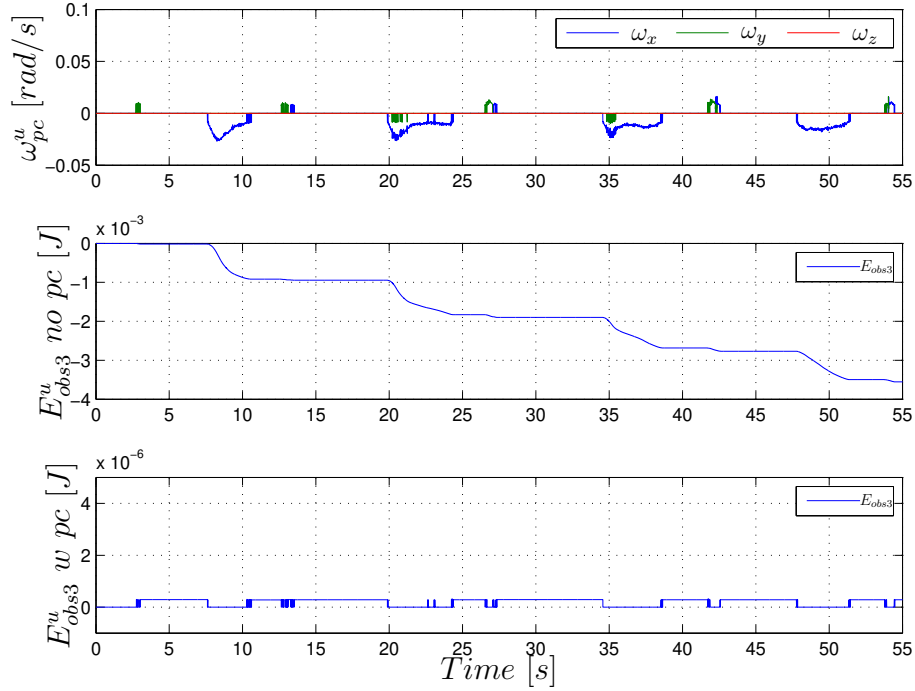 0.1
0.05
0
−0.05
ω_pc^u [rad/s]
ω_x ω_y ω_z
0 5 10 15 20 25 30 35 40 45 50 55
x 10^−3
0
−1
−2
−3
−4
E_obs3^u no pc [J]
E_obs3
0 5 10 15 20 25 30 35 40 45 50 55
x 10^−6
4
2
0
E_obs3^u w pc [J]
E_obs3
0 5 10 15 20 25 30 35 40 45 50 55
Time [s]